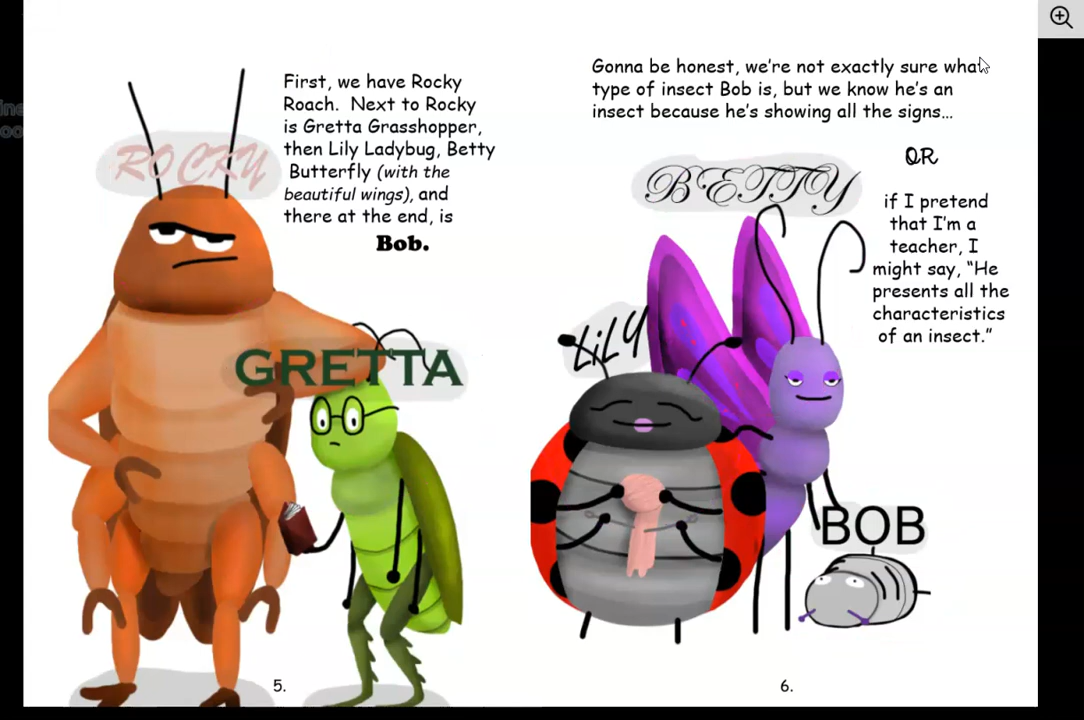 First, we have Rocky
Roach. Next to Rocky
is Gretta Grasshopper,
then Lily Ladybug, Betty
Butterfly (with the
beautiful wings), and
there at the end, is
Bob.
ROCKY
GRETTA
5.
Gonna be honest, we're not exactly sure what
type of insect Bob is, but we know he's an
insect because he's showing all the signs...
OR
if I pretend
that I'm a
teacher, I
might say, "He
presents all the
characteristics
of an insect."
BETTY
LiLY
BOB
6.